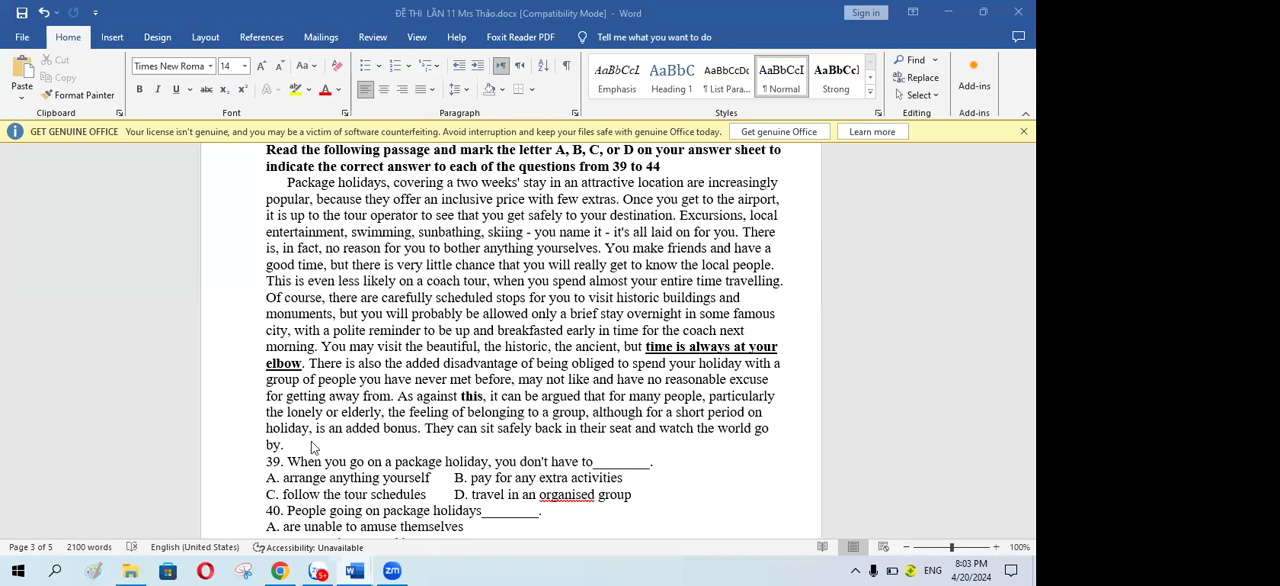 ĐỀ THI LẦN 11 Mrs Thảo.docx [Compatibility Mode] - Word
Sign in
File Home Insert Design Layout References Mailings Review View Help Foxit Reader PDF Tell me what you want to do
Paste
Cut
Copy
Format Painter
Clipboard
Times New Roma 14
Font
Paragraph
AaBbCcI AaBbC AaBbCcDc AaBbCcI AaBbCcI
Emphasis Heading 1 ¶ List Para... ¶ Normal Strong
Styles
Find
Replace
Select
Editing
Add-ins
Add-ins
GET GENUINE OFFICE Your license isn't genuine, and you may be a victim of software counterfeiting. Avoid interruption and keep your files safe with genuine Office today. Get genuine Office Learn more
Read the following passage and mark the letter A, B, C, or D on your answer sheet to
indicate the correct answer to each of the questions from 39 to 44
Package holidays, covering a two weeks' stay in an attractive location are increasingly
popular, because they offer an inclusive price with few extras. Once you get to the airport,
it is up to the tour operator to see that you get safely to your destination. Excursions, local
entertainment, swimming, sunbathing, skiing - you name it - it's all laid on for you. There
is, in fact, no reason for you to bother anything yourselves. You make friends and have a
good time, but there is very little chance that you will really get to know the local people.
This is even less likely on a coach tour, when you spend almost your entire time travelling.
Of course, there are carefully scheduled stops for you to visit historic buildings and
monuments, but you will probably be allowed only a brief stay overnight in some famous
city, with a polite reminder to be up and breakfasted early in time for the coach next
morning. You may visit the beautiful, the historic, the ancient, but time is always at your
elbow. There is also the added disadvantage of being obliged to spend your holiday with a
group of people you have never met before, may not like and have no reasonable excuse
for getting away from. As against this, it can be argued that for many people, particularly
the lonely or elderly, the feeling of belonging to a group, although for a short period on
holiday, is an added bonus. They can sit safely back in their seat and watch the world go
by.
39. When you go on a package holiday, you don't have to________.
A. arrange anything yourself B. pay for any extra activities
C. follow the tour schedules D. travel in an organised group
40. People going on package holidays________.
A. are unable to amuse themselves
Page 3 of 5 2100 words English (United States) Accessibility: Unavailable 100%
ENG
8:03 PM
4/20/2024